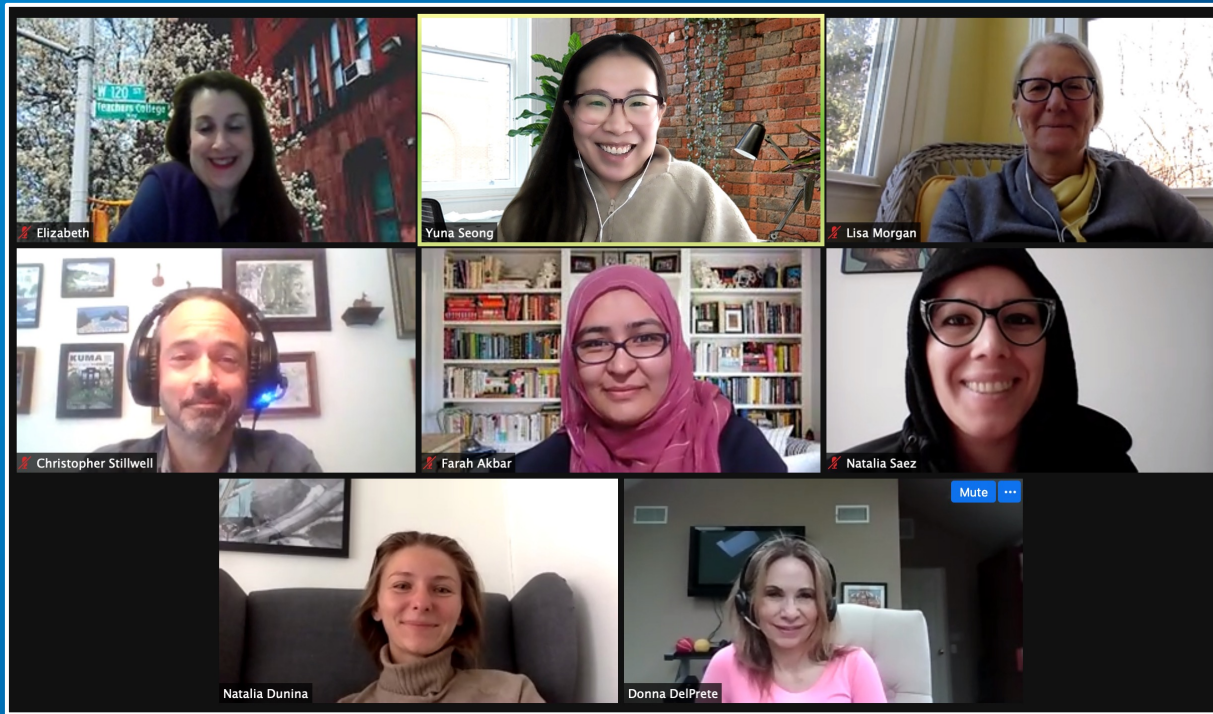 W 120 ST
Teachers College
Way
Elizabeth
Yuna Seong
Lisa Morgan
KUMA
Christopher Stillwell
Farah Akbar
Natalia Saez
Mute
Natalia Dunina
Donna DelPrete